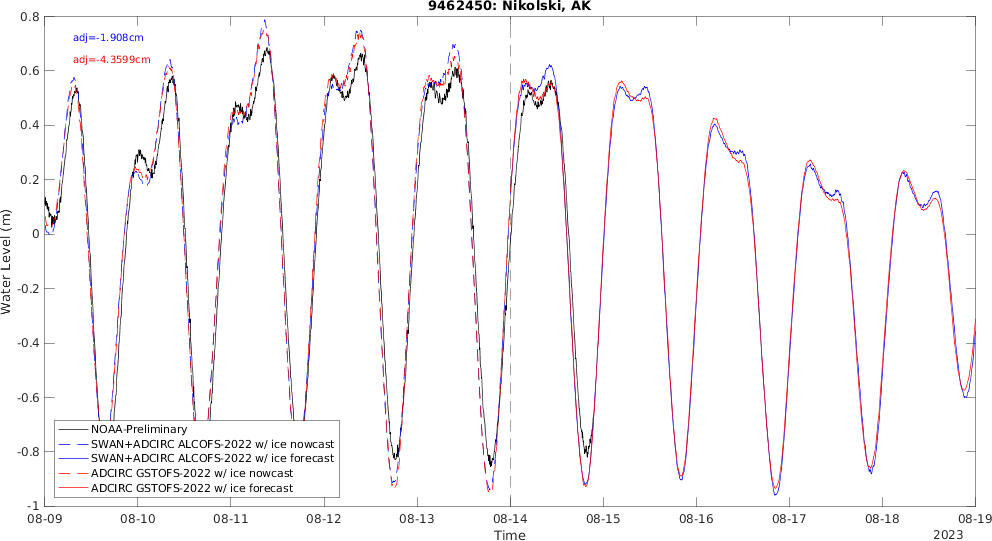 9462450: Nikolski, AK
adj=-1.908cm
adj=-4.3599cm
Water Level (m)
0.8
0.6
0.4
0.2
0
-0.2
-0.4
-0.6
-0.8
-1
NOAA-Preliminary
SWAN+ADCIRC ALCOFS-2022 w/ ice nowcast
SWAN+ADCIRC ALCOFS-2022 w/ ice forecast
ADCIRC GSTOFS-2022 w/ ice nowcast
ADCIRC GSTOFS-2022 w/ ice forecast
08-09 08-10 08-11 08-12 08-13 08-14 08-15 08-16 08-17 08-18 08-19
Time
2023